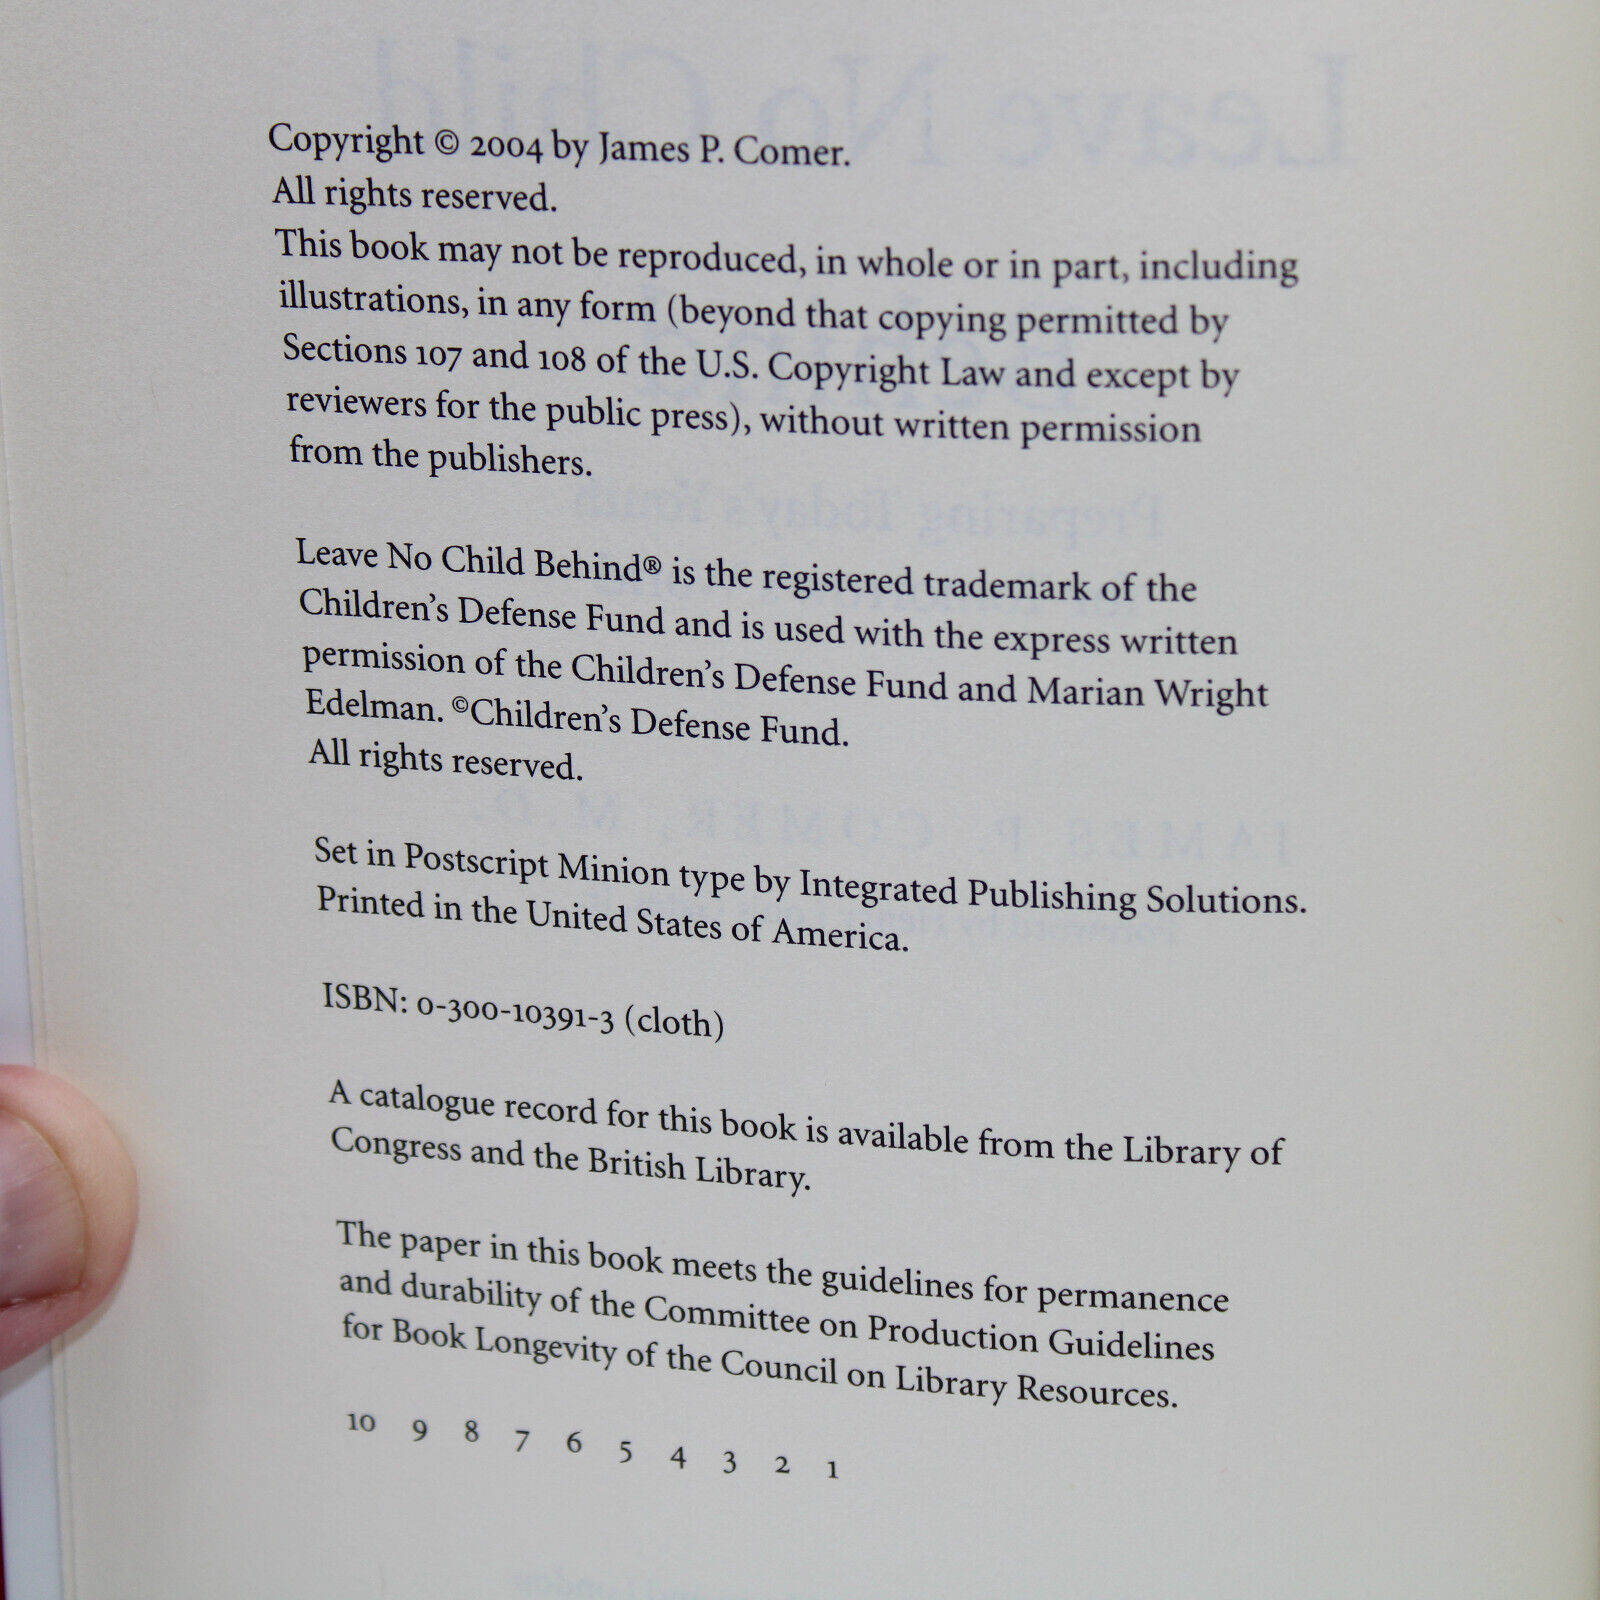 Copyright © 2004 by James P. Comer.
All rights reserved.
This book may not be reproduced, in whole or in part, including
illustrations, in any form (beyond that copying permitted by
Sections 107 and 108 of the U.S. Copyright Law and except by
reviewers for the public press), without written permission
from the publishers.
Leave No Child Behind® is the registered trademark of the
Children's Defense Fund and is used with the express written
permission of the Children's Defense Fund and Marian Wright
Edelman. ©Children's Defense Fund.
All rights reserved.
Set in Postscript Minion type by Integrated Publishing Solutions.
Printed in the United States of America.
ISBN: 0-300-10391-3 (cloth)
A catalogue record for this book is available from the Library of
Congress and the British Library.
The paper in this book meets the guidelines for permanence
and durability of the Committee on Production Guidelines
for Book Longevity of the Council on Library Resources.
10 9 8 7 6 5 4 3 2 1